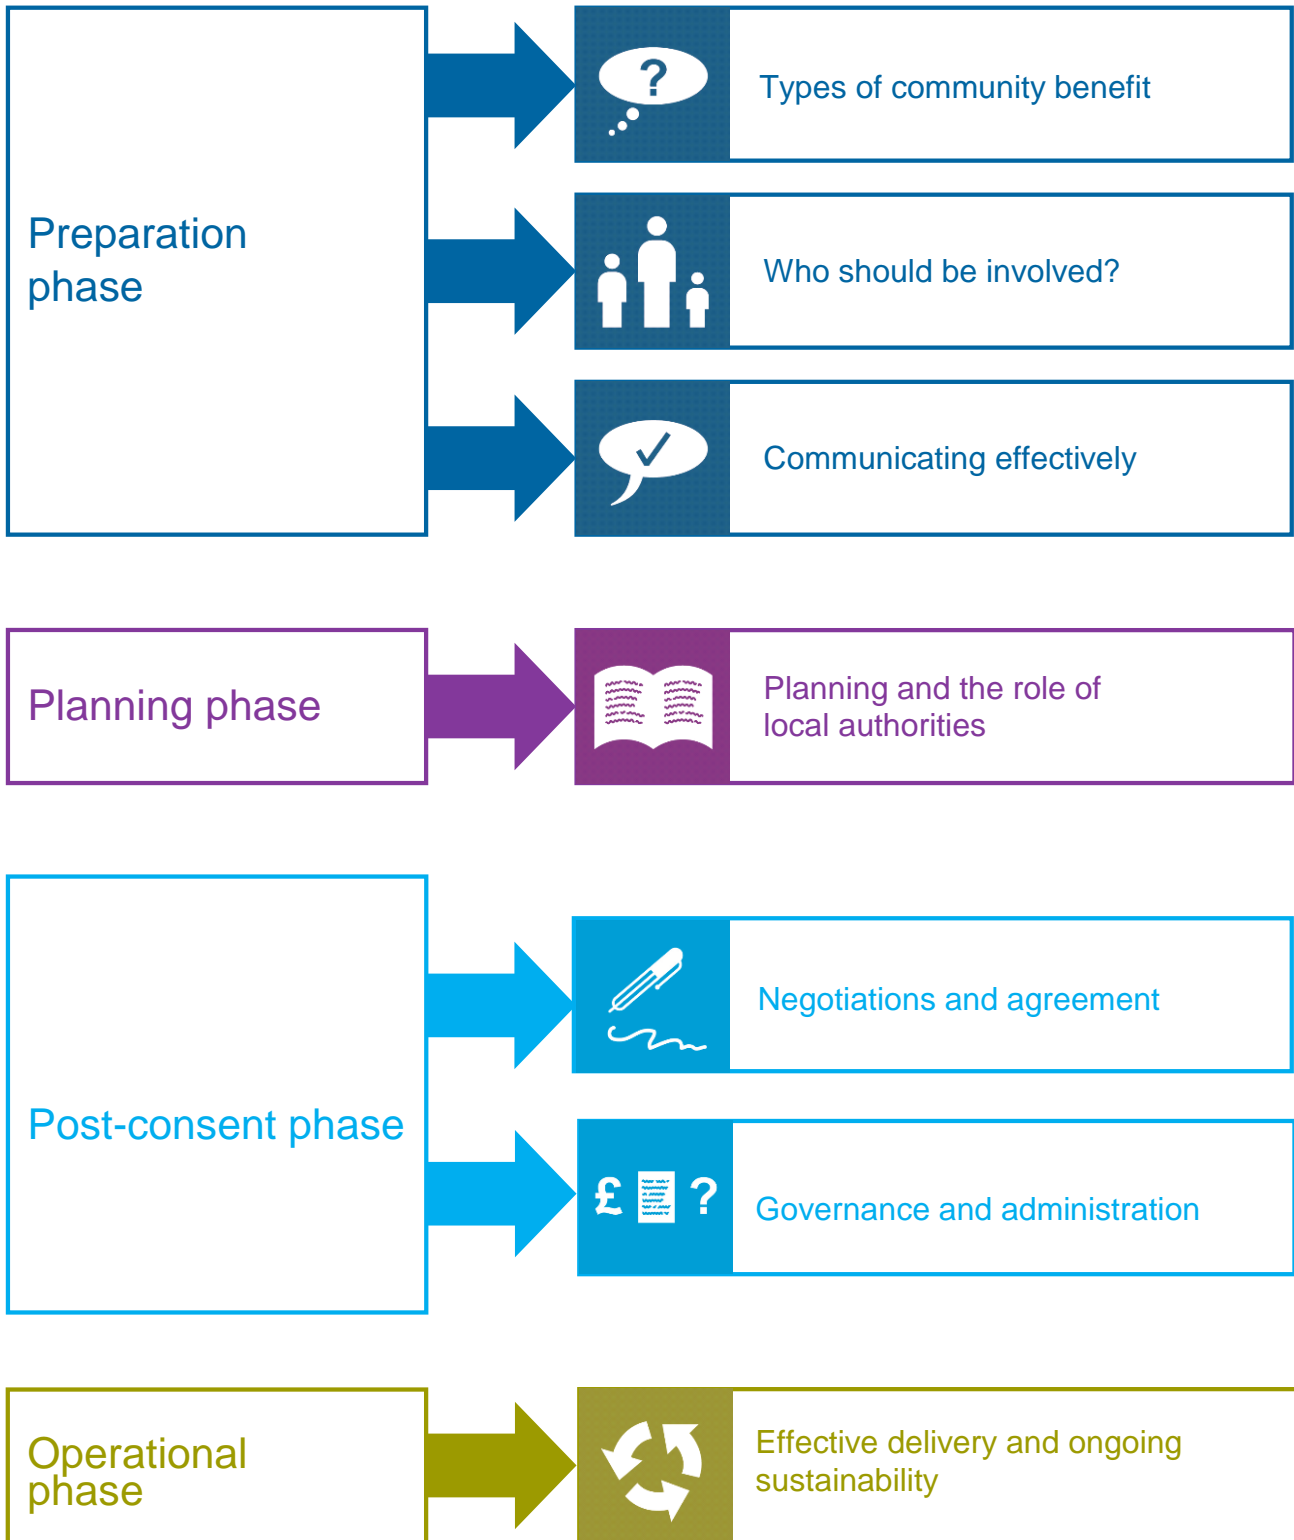 Preparation
phase
?
Types of community benefit
Who should be involved?
Communicating effectively
Planning phase
Planning and the role of
local authorities
Post-consent phase
Negotiations and agreement
£ ?
Governance and administration
Operational
phase
Effective delivery and ongoing
sustainability